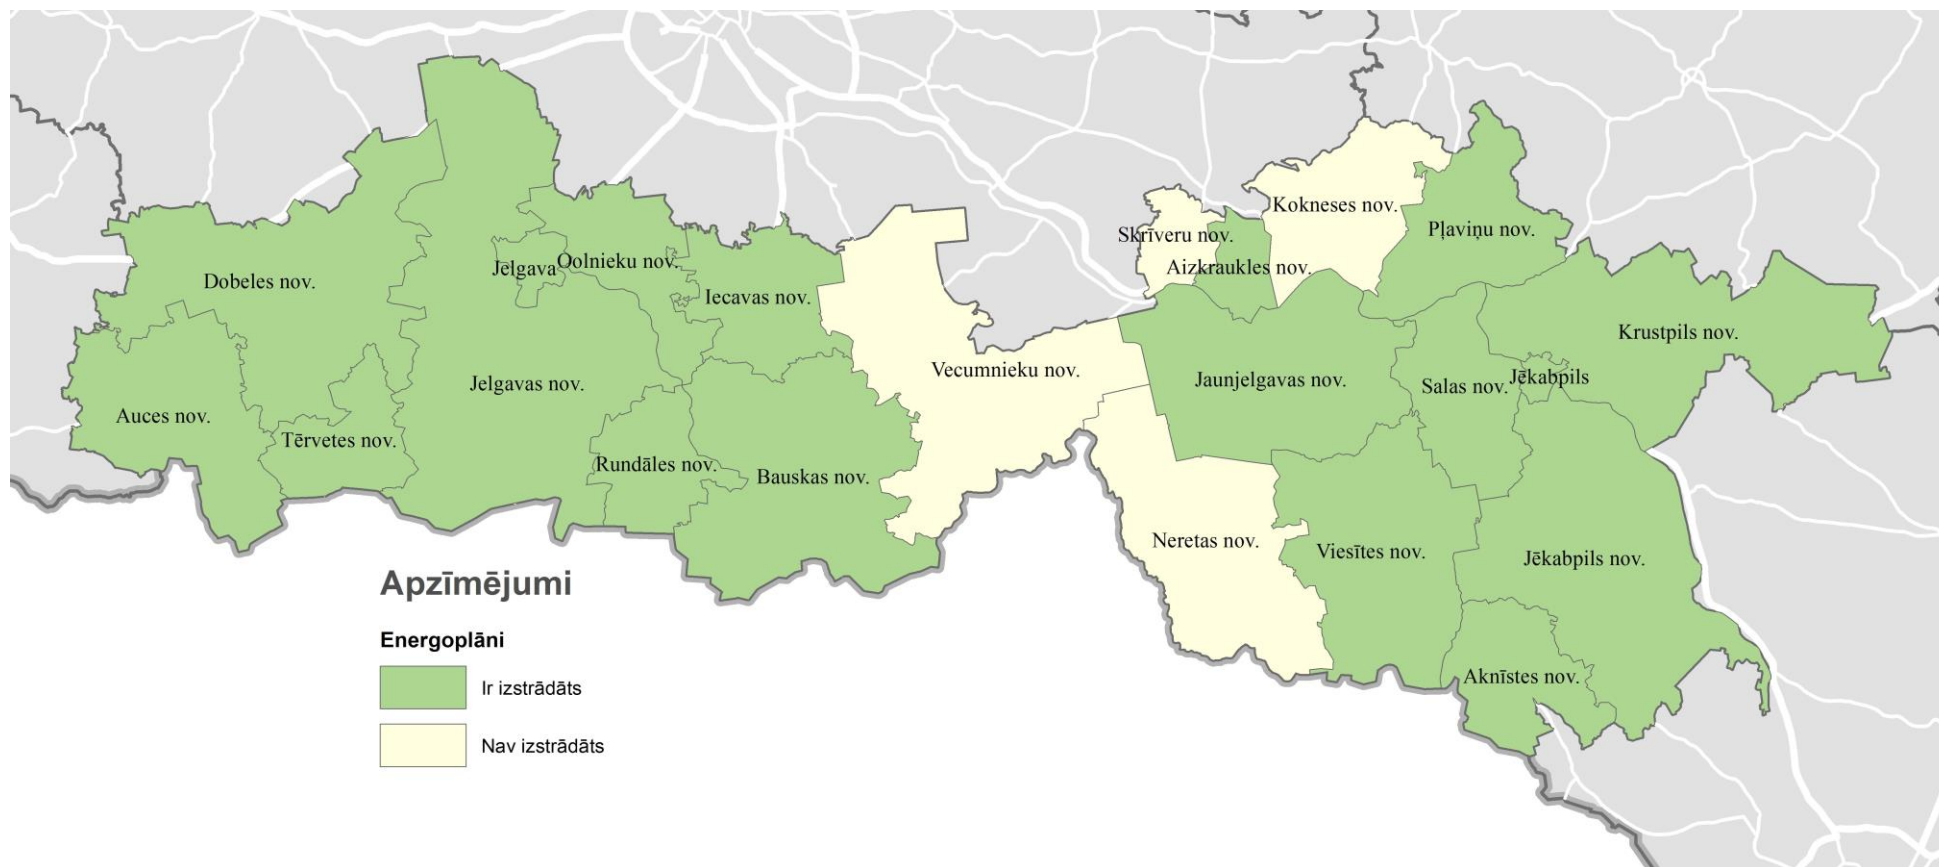 Kokneses nov.
Pļaviņu nov.
Skrīveru nov.
Aizkraukles nov.
Dobeles nov.
Jelgava
Oolnieku nov.
Iecavas nov.
Krustpils nov.
Vecumnieku nov.
Jelgavas nov.
Jaunjelgavas nov.
Salas nov.
Jēkabpils
Auces nov.
Tērvetes nov.
Rundāles nov.
Bauskas nov.
Neretas nov.
Viesītes nov.
Jēkabpils nov.
Aknīstes nov.
Apzīmējumi
Energoplāni
Ir izstrādāts
Nav izstrādāts